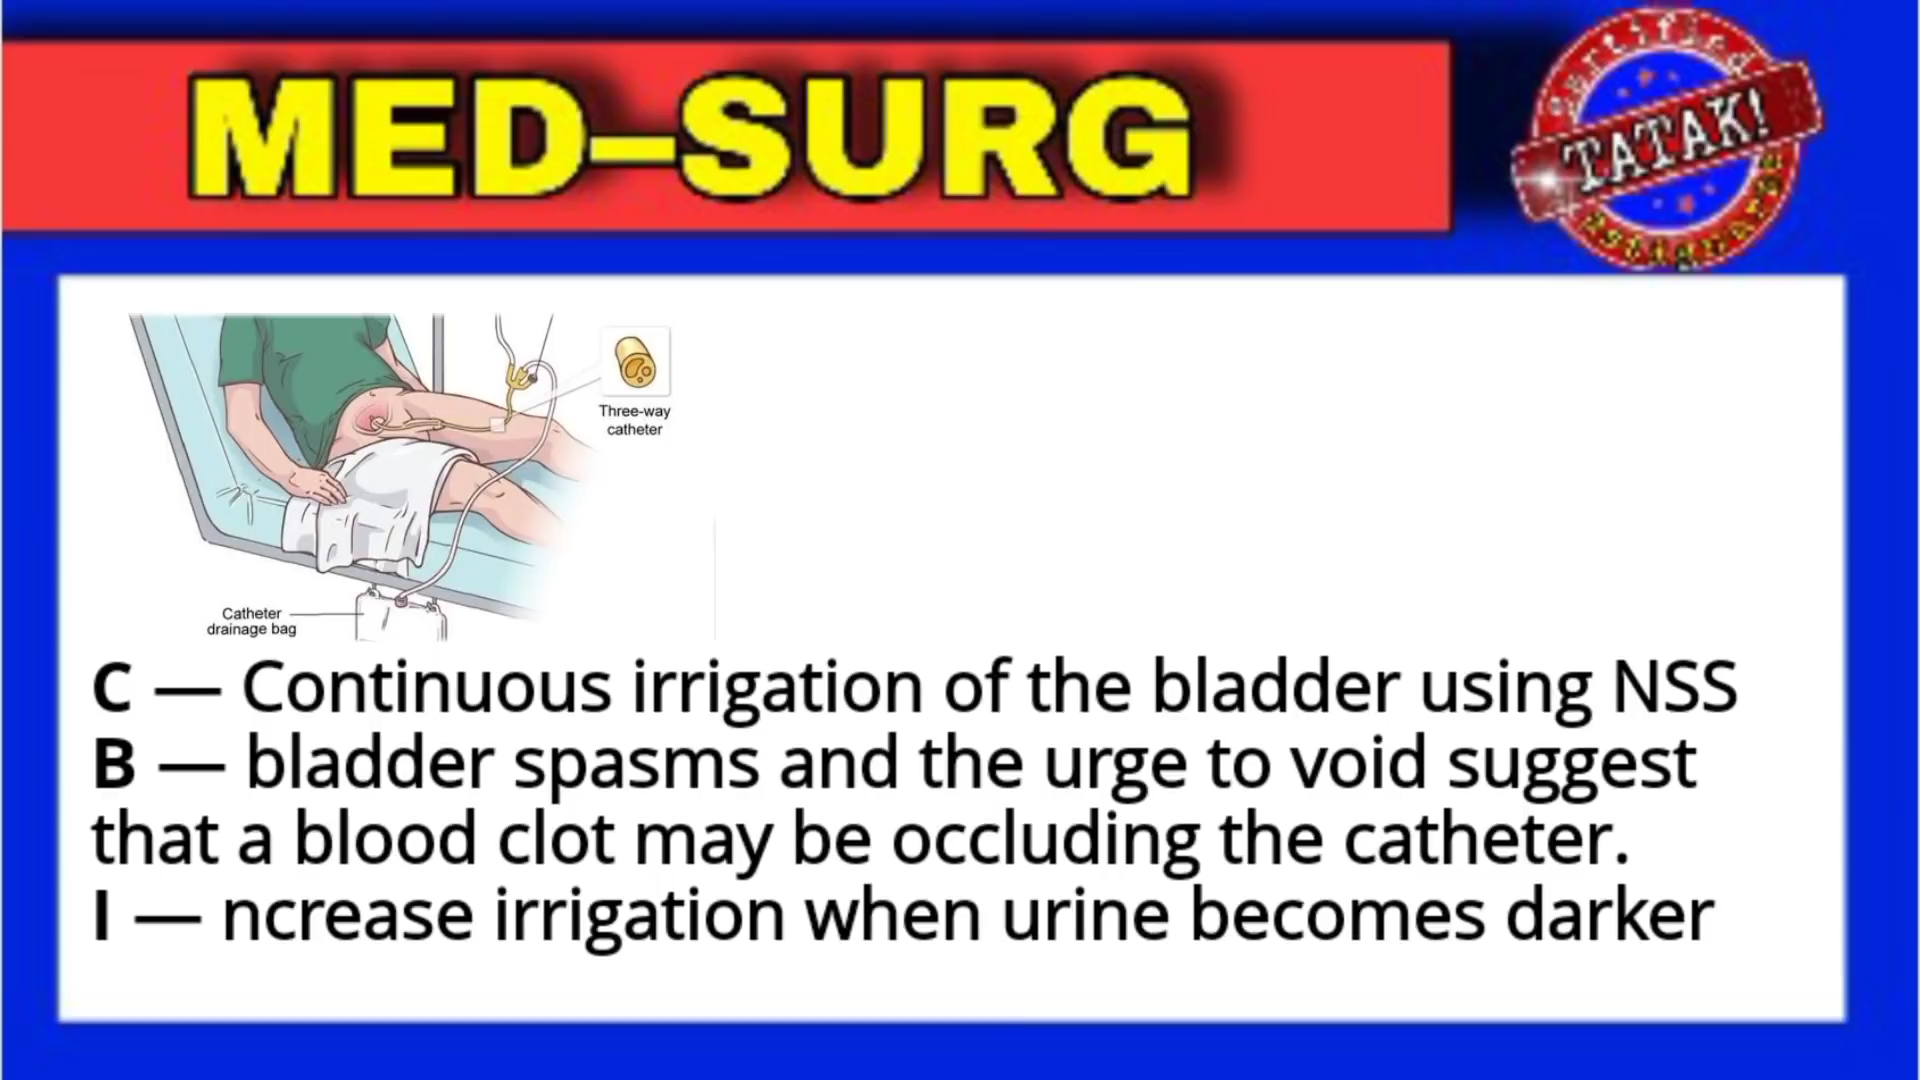 MED–SURG
TATAK!
Three-way
catheter
Catheter
drainage bag
C — Continuous irrigation of the bladder using NSS
B — bladder spasms and the urge to void suggest
that a blood clot may be occluding the catheter.
I — ncrease irrigation when urine becomes darker